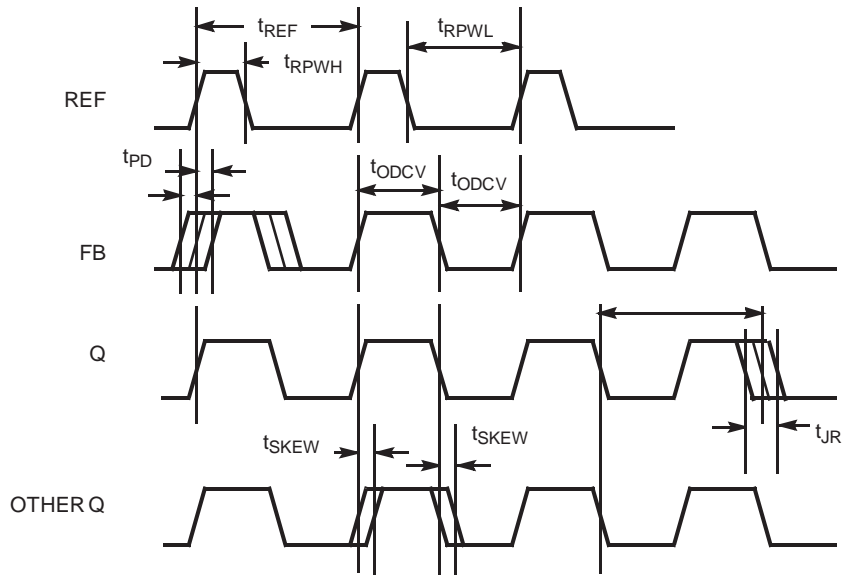 tREF
tRPWL
tRPWH
REF
tPD
tODCV
tODCV
FB
Q
tJR
tSKEW
tSKEW
OTHER Q